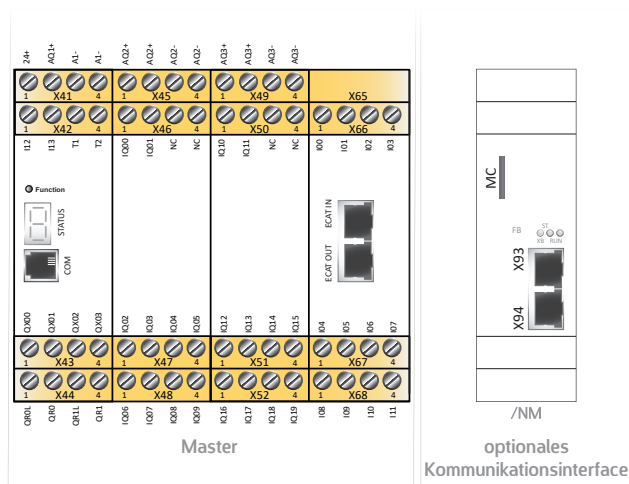 24+ AQ1+ A1- A1- AQ2+ AQ2+ AQ2- AQ2- AQ3+ AQ3+ AQ3- AQ3-
1 X41 4 1 X45 4 1 X49 4 X65
1 X42 4 1 X46 4 1 X50 4 1 X66 4
I12 I13 T1 T2 IQ00 IQ01 NC NC IQ10 IQ11 NC NC I00 I01 I02 I03
Function
STATUS
COM
ECAT IN
ECAT OUT
QX00 QX01 QX02 QX03 IQ02 IQ03 IQ04 IQ05 IQ12 IQ13 IQ14 IQ15 I04 I05 I06 I07
1 X43 4 1 X47 4 1 X51 4 1 X67 4
1 X44 4 1 X48 4 1 X52 4 1 X68 4
QR0L QR0 QR1L QR1 IQ06 IQ07 IQ08 IQ09 IQ16 IQ17 IQ18 IQ19 I08 I09 I10 I11
Master
MC
FB ST
XB RUN
X93
X94
/NM
optionales
Kommunikationsinterface